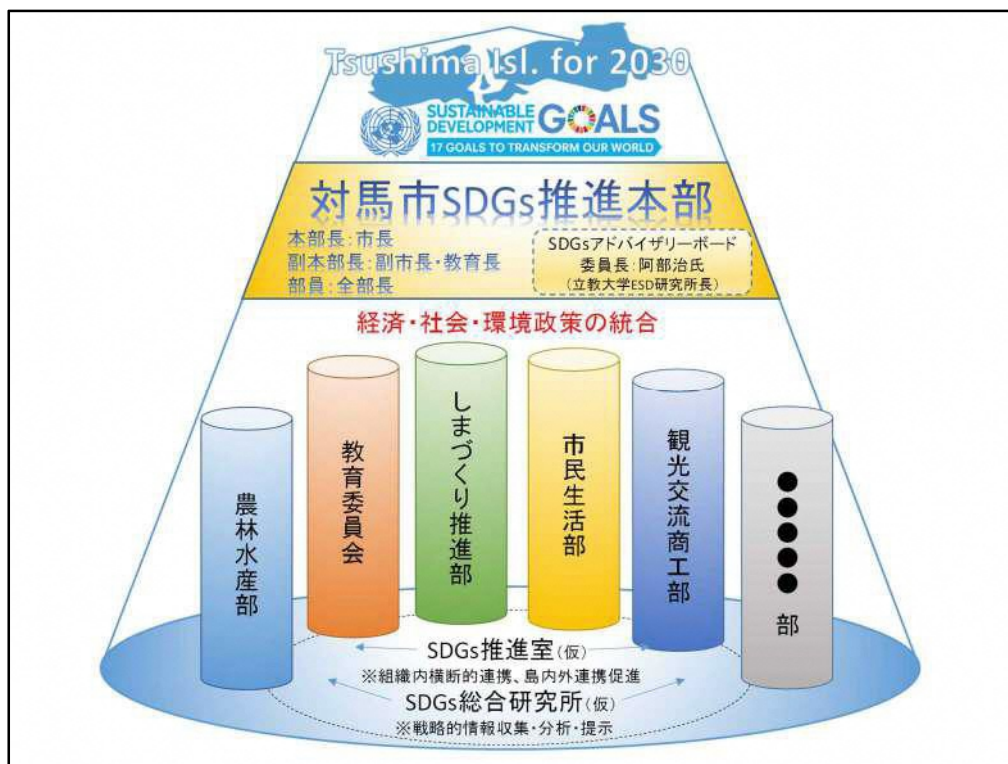 Tsushima Isl. for 2030
SUSTAINABLE
DEVELOPMENT
GOALS
17 GOALS TO TRANSFORM OUR WORLD
対馬市SDGs推進本部
本部長：市長
副本部長：副市長・教育長
部員：全部長
SDGsアドバイザリーボード
委員長：阿部治氏
（立教大学ESD研究所長）
経済・社会・環境政策の統合
農林水産部
教育委員会
しまづくり推進部
市民生活部
観光交流商工部
●●●●●部
SDGs推進室(仮)
※組織内横断的連携、島内外連携促進
SDGs総合研究所(仮)
※戦略的情報収集・分析・提示